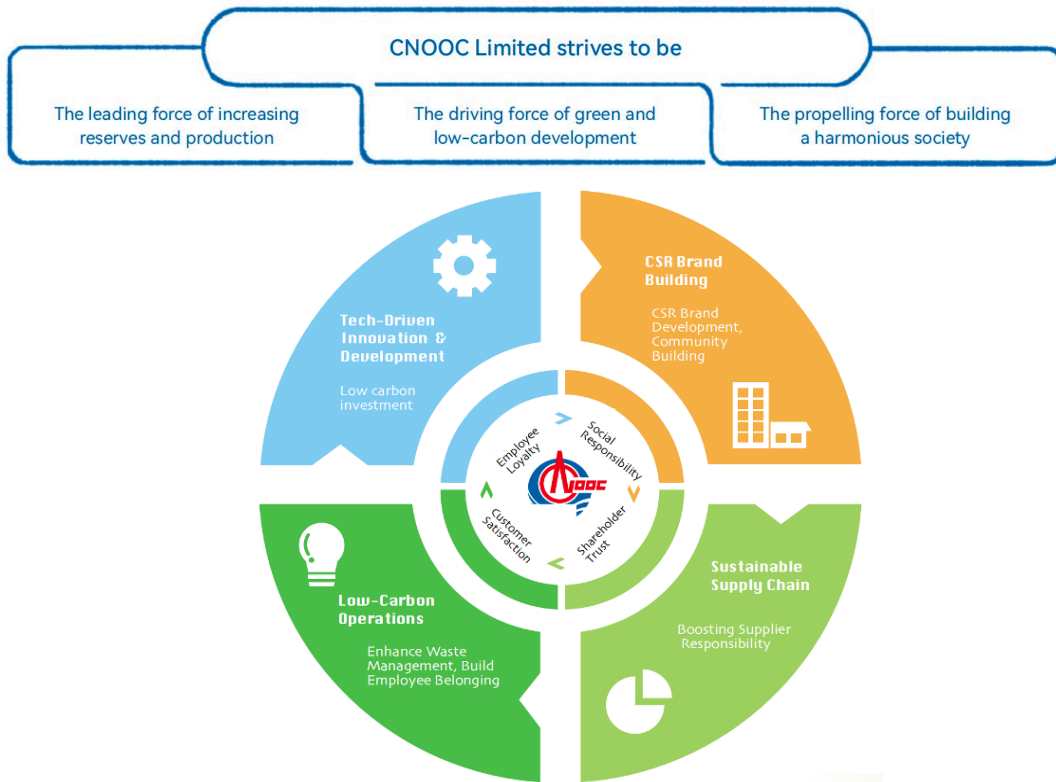 CNOOC Limited strives to be
The leading force of increasing
reserves and production
The driving force of green and
low-carbon development
The propelling force of building
a harmonious society
Tech-Driven
Innovation &
Development
Low carbon
investment
CSR Brand
Building
CSR Brand
Development,
Community
Building
Employee
Loyalty
Social
Responsibility
CNOOC
Customer
Satisfaction
Shareholder
Trust
Low-Carbon
Operations
Enhance Waste
Management, Build
Employee Belonging
Sustainable
Supply Chain
Boosting Supplier
Responsibility